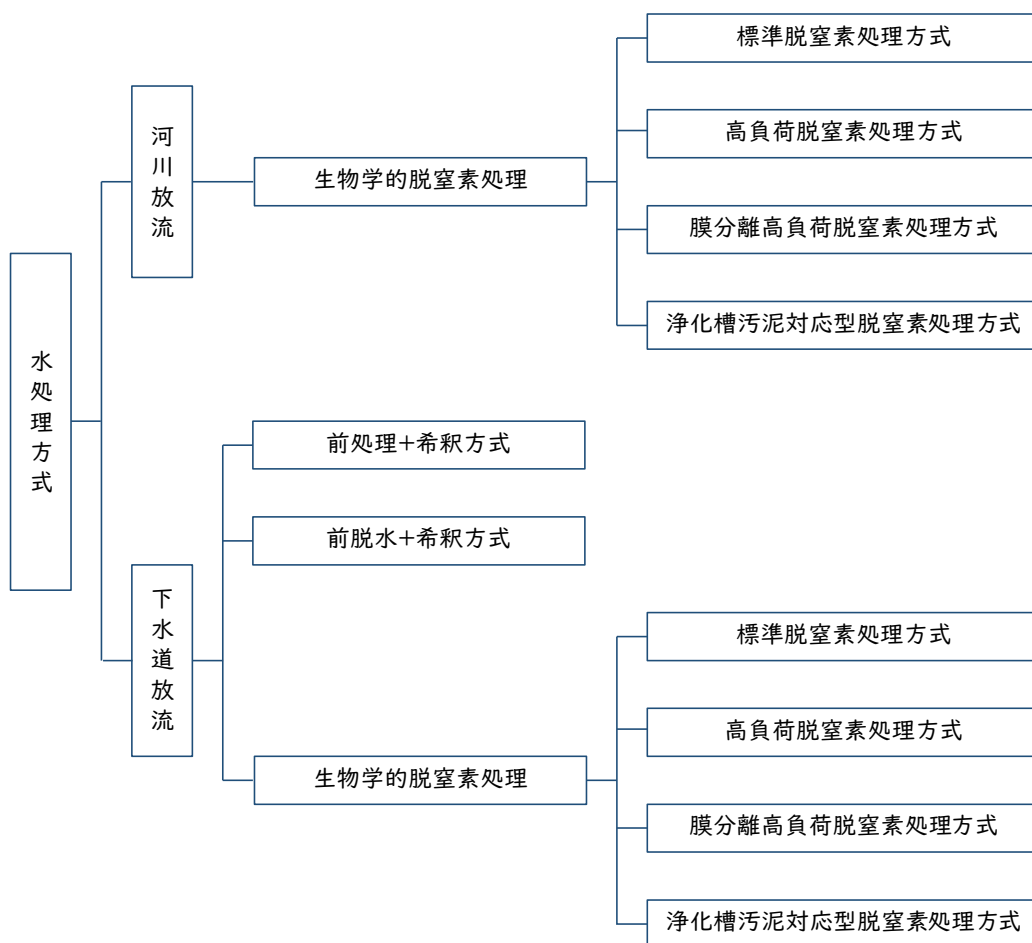 水処理方式
河川放流
生物学的脱窒素処理
標準脱窒素処理方式
高負荷脱窒素処理方式
膜分離高負荷脱窒素処理方式
浄化槽汚泥対応型脱窒素処理方式
下水道放流
前処理+希釈方式
前脱水+希釈方式
生物学的脱窒素処理
標準脱窒素処理方式
高負荷脱窒素処理方式
膜分離高負荷脱窒素処理方式
浄化槽汚泥対応型脱窒素処理方式